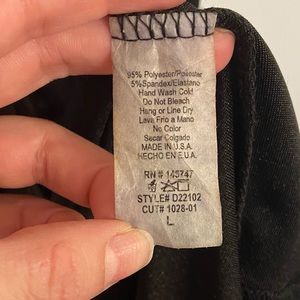 95% Polyester/Poliester
5%Spandex/Elastano
Hand Wash Cold
Do Not Bleach
Hang or Line Dry
Lava Frio a Mano
No Color
Secar Colgado
MADE IN U.S.A.
HECHO EN E.U.A.
RN # 145747
STYLE# D22102
CUT# 1028-01
L